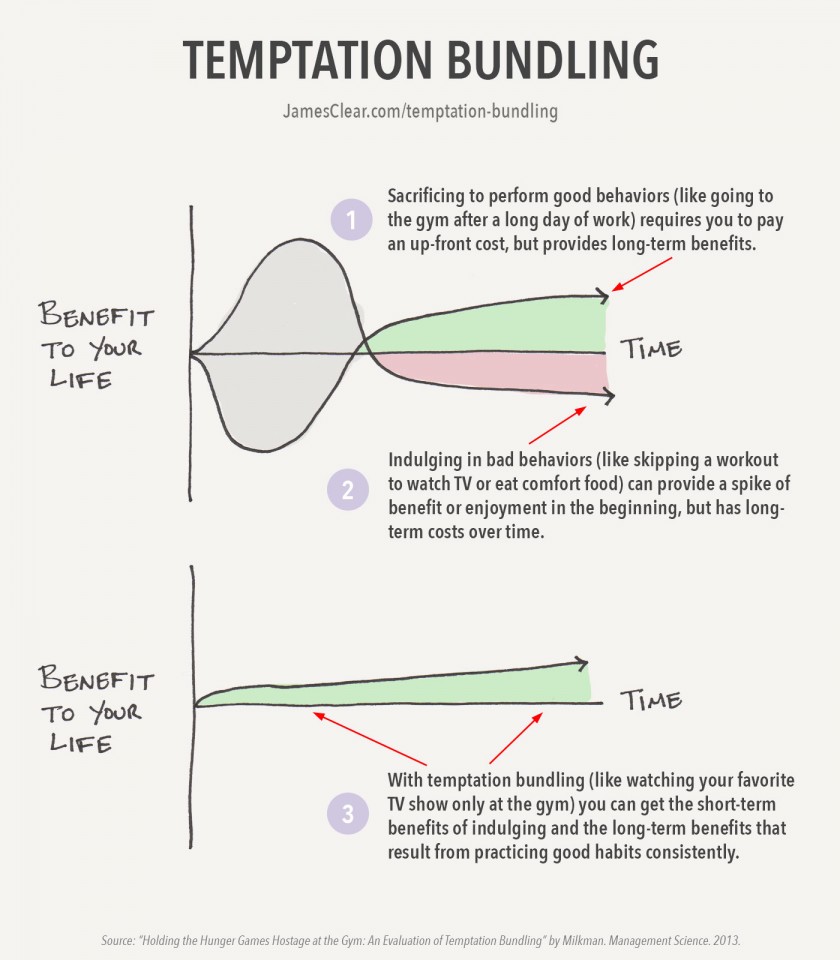 TEMPTATION BUNDLING
JamesClear.com/temptation-bundling
1
Sacrificing to perform good behaviors (like going to
the gym after a long day of work) requires you to pay
an up-front cost, but provides long-term benefits.
BENEFIT
TO YOUR
LIFE
TIME
2
Indulging in bad behaviors (like skipping a workout
to watch TV or eat comfort food) can provide a spike of
benefit or enjoyment in the beginning, but has long-
term costs over time.
BENEFIT
TO YOUR
LIFE
TIME
3
With temptation bundling (like watching your favorite
TV show only at the gym) you can get the short-term
benefits of indulging and the long-term benefits that
result from practicing good habits consistently.
Source: "Holding the Hunger Games Hostage at the Gym: An Evaluation of Temptation Bundling" by Milkman. Management Science. 2013.